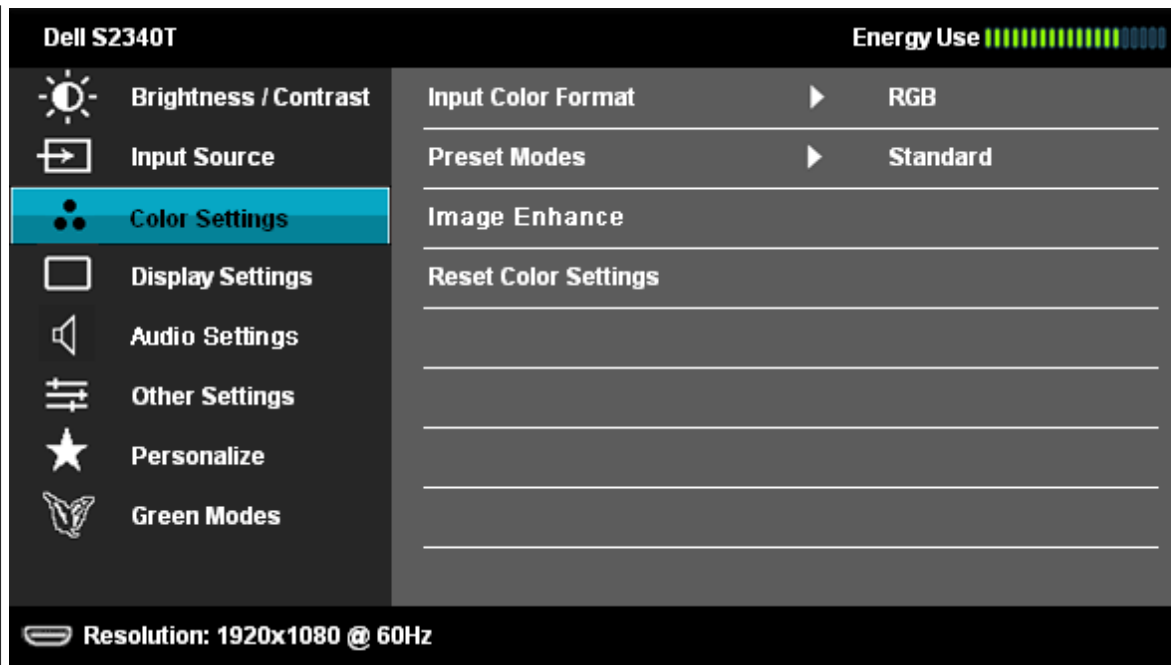 Dell S2340T Energy Use
Brightness / Contrast Input Color Format RGB
Input Source Preset Modes Standard
Color Settings Image Enhance
Display Settings Reset Color Settings
Audio Settings
Other Settings
Personalize
Green Modes
Resolution: 1920x1080 @ 60Hz